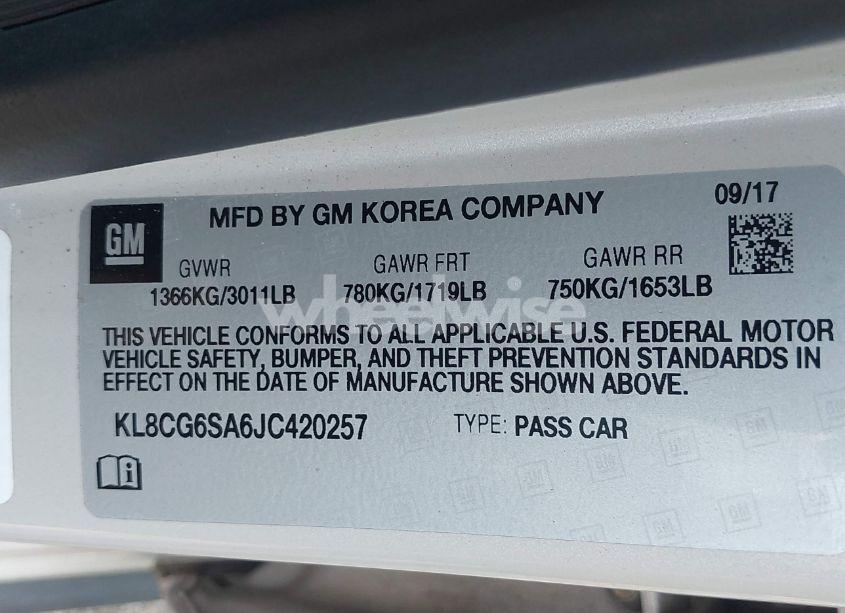 MFD BY GM KOREA COMPANY 09/17
GM
GVWR GAWR FRT GAWR RR
1366KG/3011LB 780KG/1719LB 750KG/1653LB
wheelwise
THIS VEHICLE CONFORMS TO ALL APPLICABLE U.S. FEDERAL MOTOR
VEHICLE SAFETY, BUMPER, AND THEFT PREVENTION STANDARDS IN
EFFECT ON THE DATE OF MANUFACTURE SHOWN ABOVE.
KL8CG6SA6JC420257 TYPE: PASS CAR